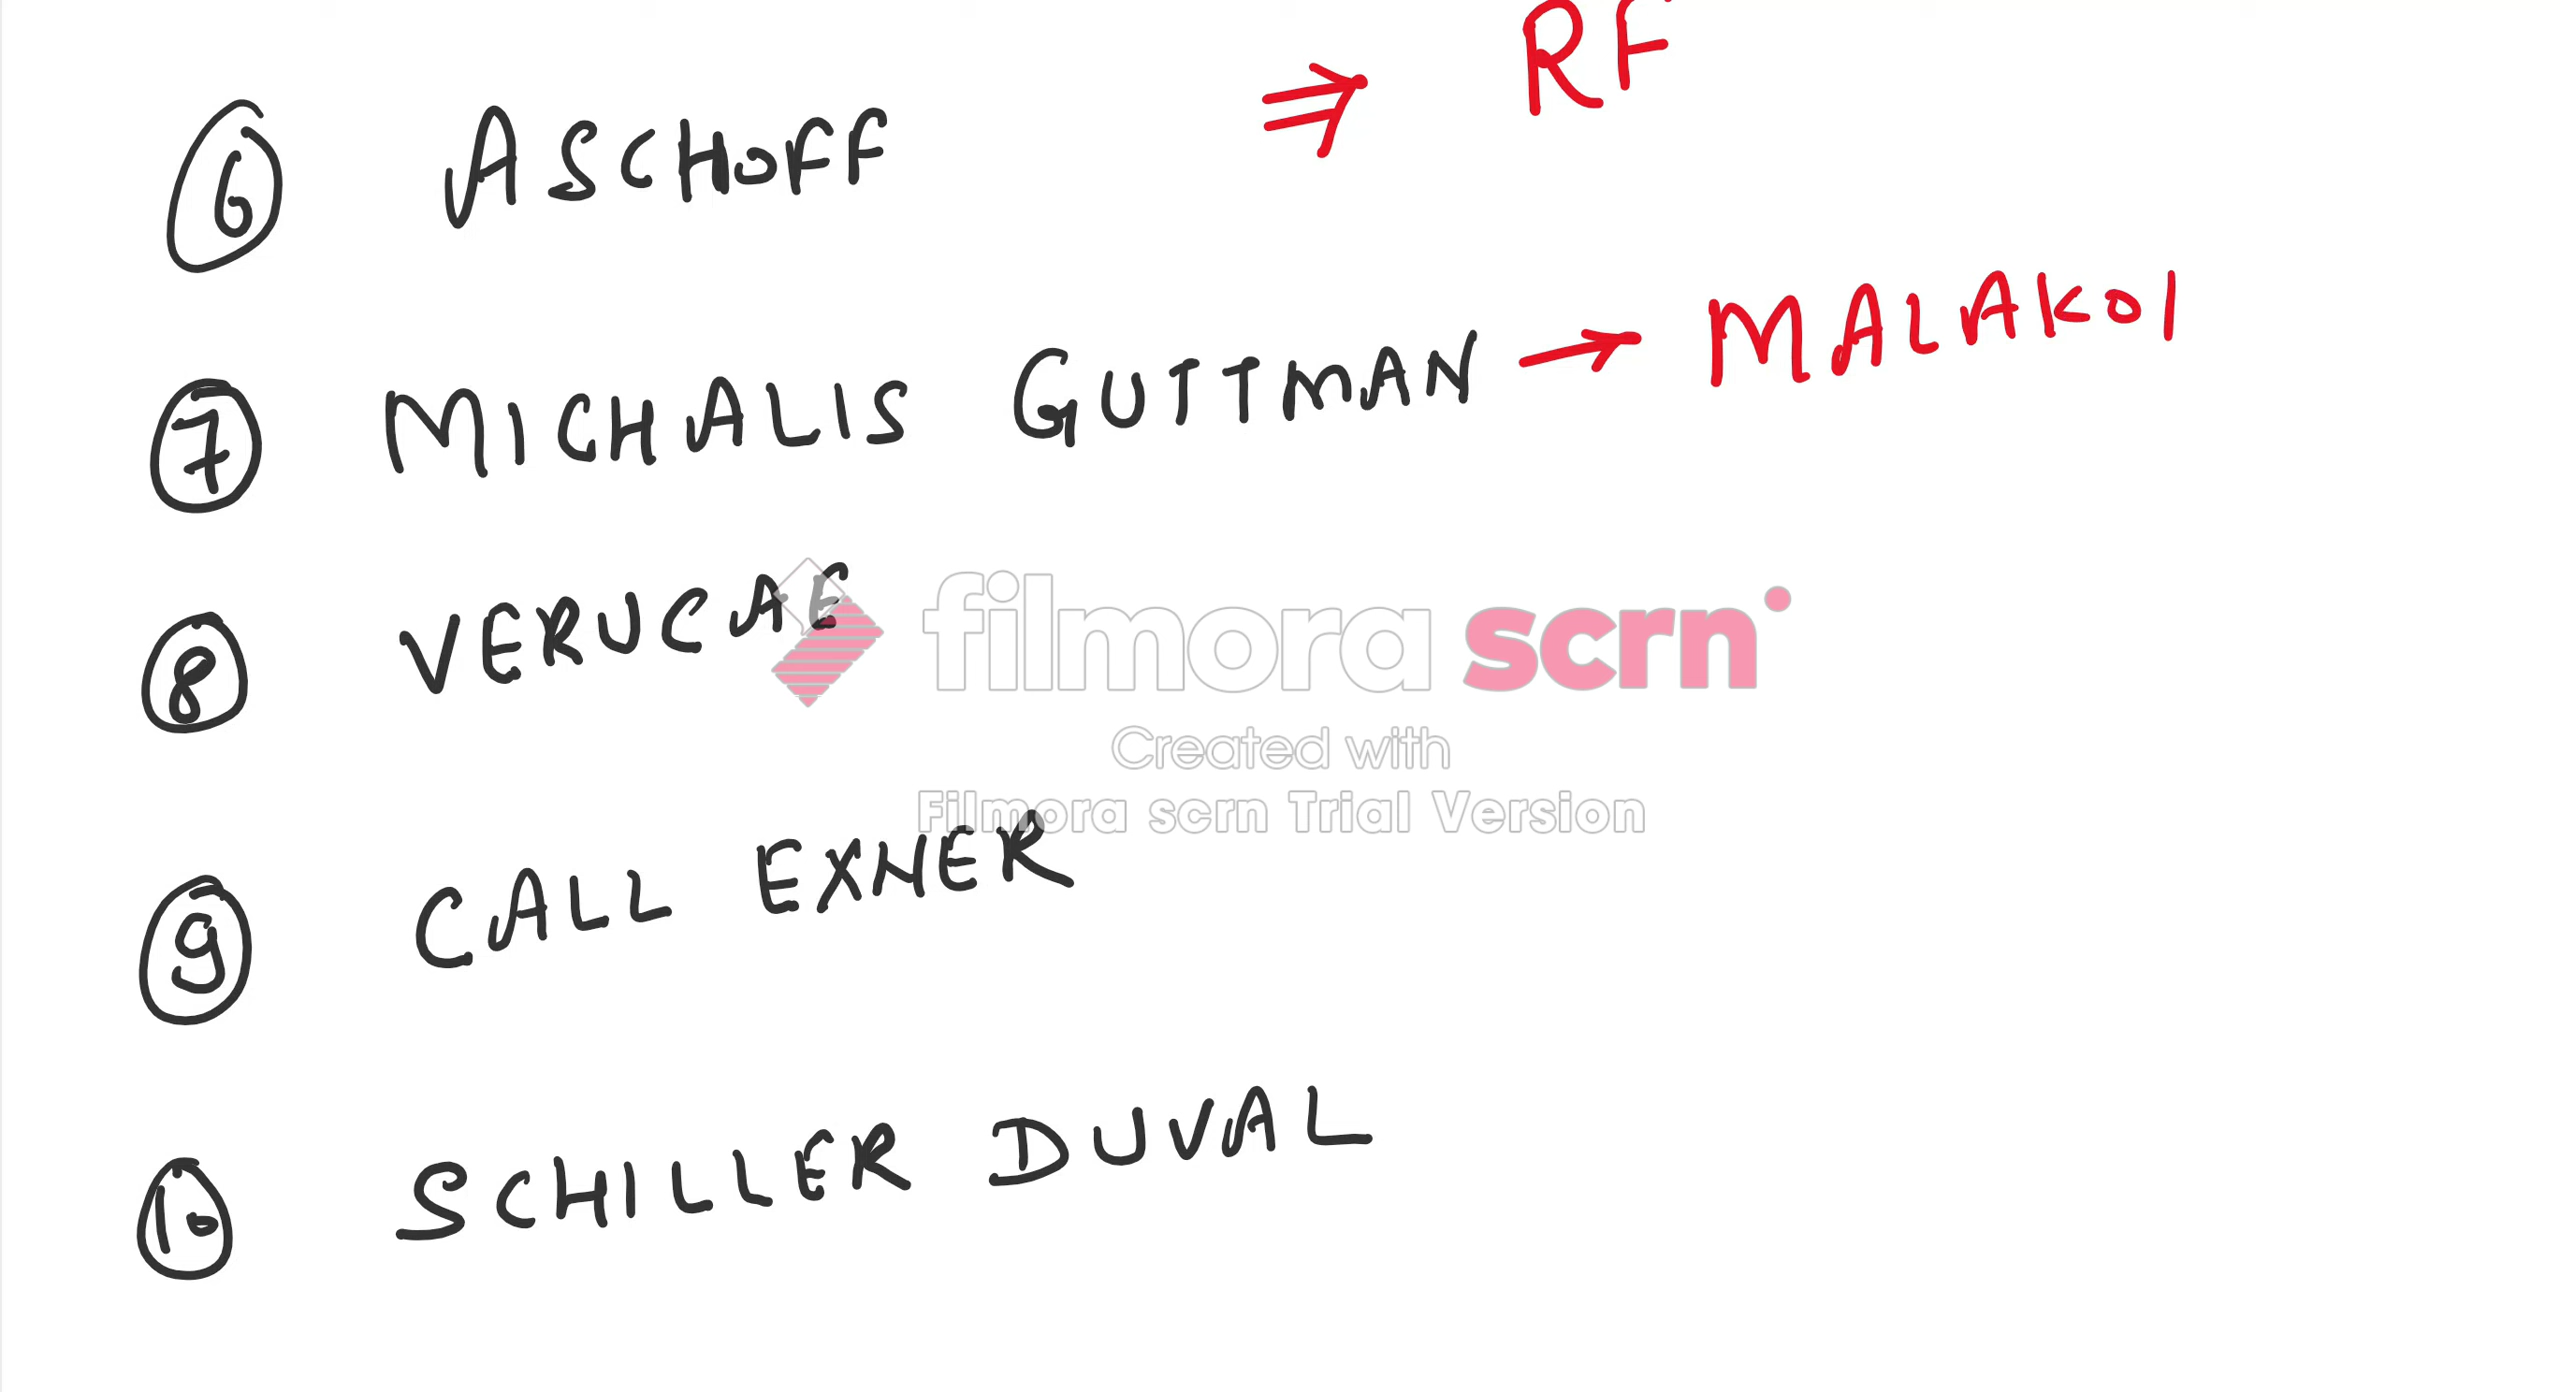 6 ASCHOFF ⇒ RF
7 MICHALIS GUTTMAN → MALAKOI
8 VERUCAE
filmora scrn
Created with
Filmora scrn Trial Version
9 CALL EXNER
10 SCHILLER DUVAL